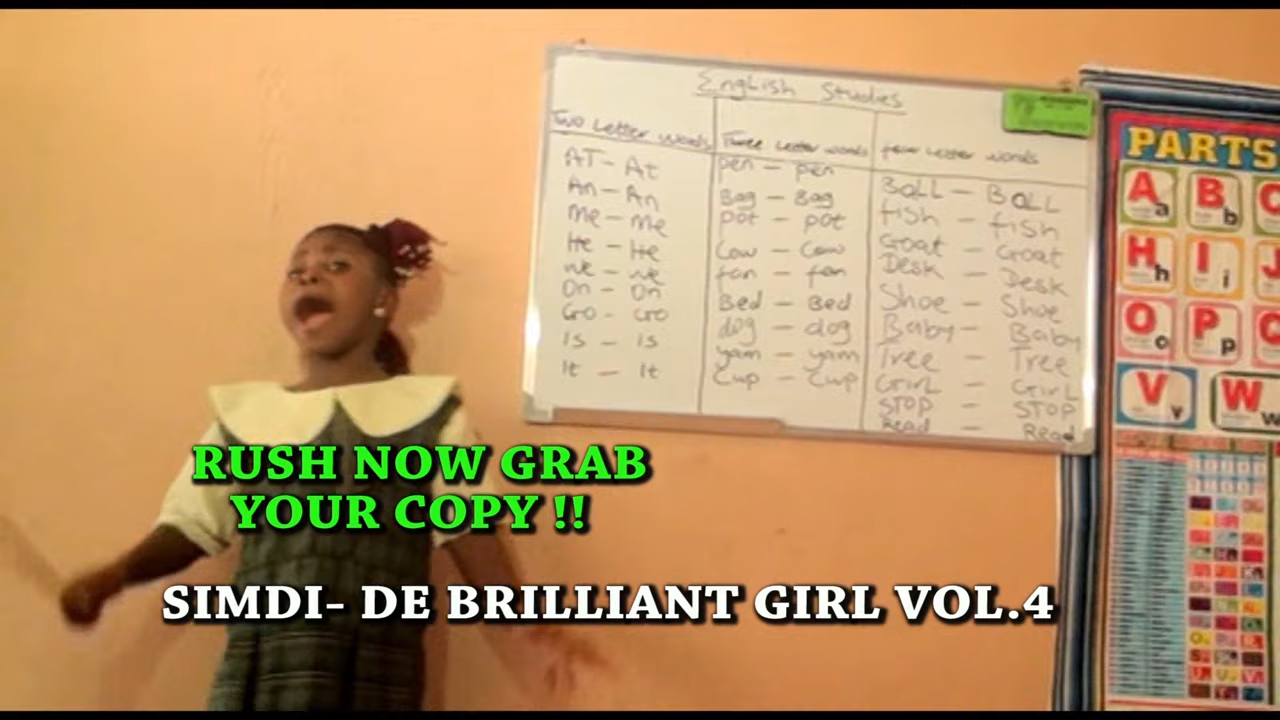 English Studies
Two Letter words
AT - At
An - An
Me - Me
He - He
we - we
On - On
Go - Go
Is - Is
It - It
Three Letter words
pen - pen
Bag - Bag
pot - pot
Cow - Cow
fan - fan
Bed - Bed
dog - dog
yam - yam
Cup - Cup
four Letter words
BaLL - BaLL
fish - fish
Goat - Goat
Desk - Desk
Shoe - Shoe
Baby - Baby
Tree - Tree
GirL - GirL
STOP - STOP
Read - Read
PARTS
A a B b C
H h I i J
O o P p
V v W w
RUSH NOW GRAB
YOUR COPY !!
SIMDI- DE BRILLIANT GIRL VOL.4